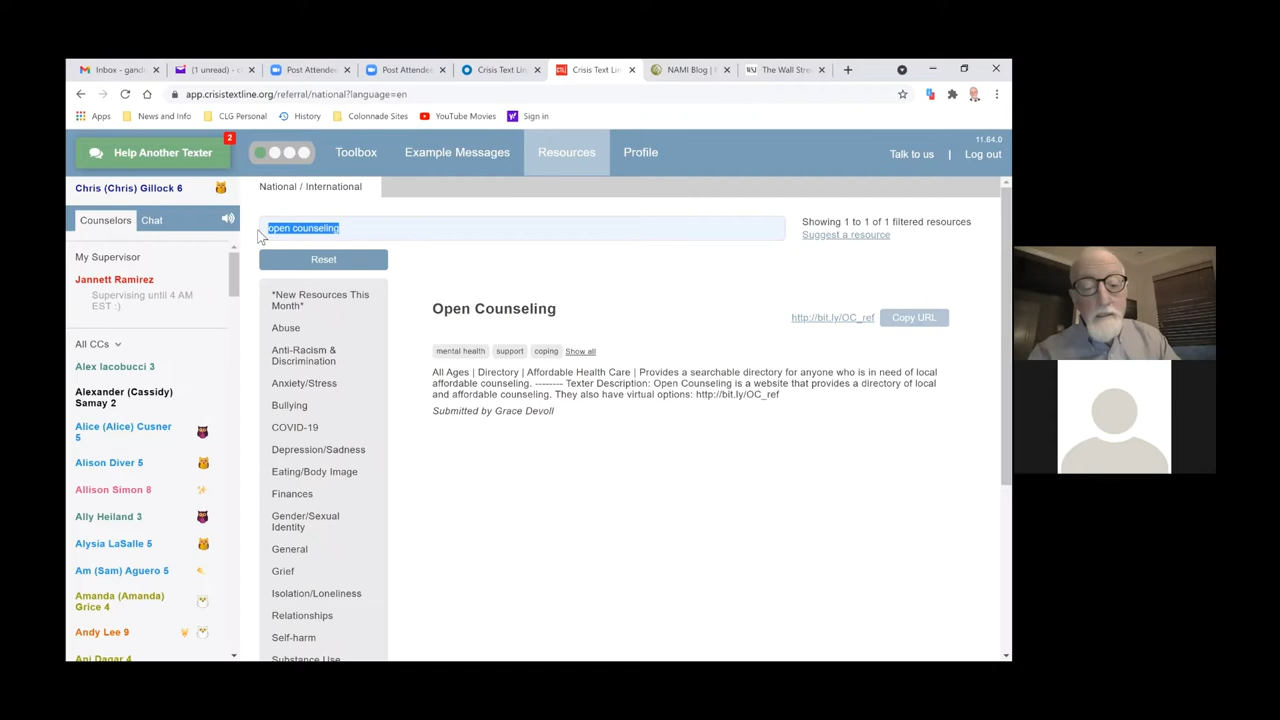 Inbox - gand
(1 unread) - c
Post Attendee
Post Attendee
Crisis Text Lin
Crisis Text Lin
NAMI Blog |
The Wall Stre
app.crisistextline.org/referral/national?language=en
Apps
News and Info
CLG Personal
History
Colonnade Sites
YouTube Movies
Sign in
11.64.0
Help Another Texter
2
Toolbox
Example Messages
Resources
Profile
Talk to us
|
Log out
Chris (Chris) Gillock 6
Counselors
Chat
My Supervisor
Jannett Ramirez
Supervising until 4 AM
EST :)
All CCs
Alex Iacobucci 3
Alexander (Cassidy)
Samay 2
Alice (Alice) Cusner
5
Alison Diver 5
Allison Simon 8
Ally Heiland 3
Alysia LaSalle 5
Am (Sam) Aguero 5
Amanda (Amanda)
Grice 4
Andy Lee 9
Ani Dagar 4
National / International
open counseling
Showing 1 to 1 of 1 filtered resources
Suggest a resource
Reset
*New Resources This
Month*
Abuse
Anti-Racism &
Discrimination
Anxiety/Stress
Bullying
COVID-19
Depression/Sadness
Eating/Body Image
Finances
Gender/Sexual
Identity
General
Grief
Isolation/Loneliness
Relationships
Self-harm
Substance Use
Open Counseling
http://bit.ly/OC_ref
Copy URL
mental health
support
coping
Show all
All Ages | Directory | Affordable Health Care | Provides a searchable directory for anyone who is in need of local
affordable counseling. -------- Texter Description: Open Counseling is a website that provides a directory of local
and affordable counseling. They also have virtual options: http://bit.ly/OC_ref
Submitted by Grace Devoll